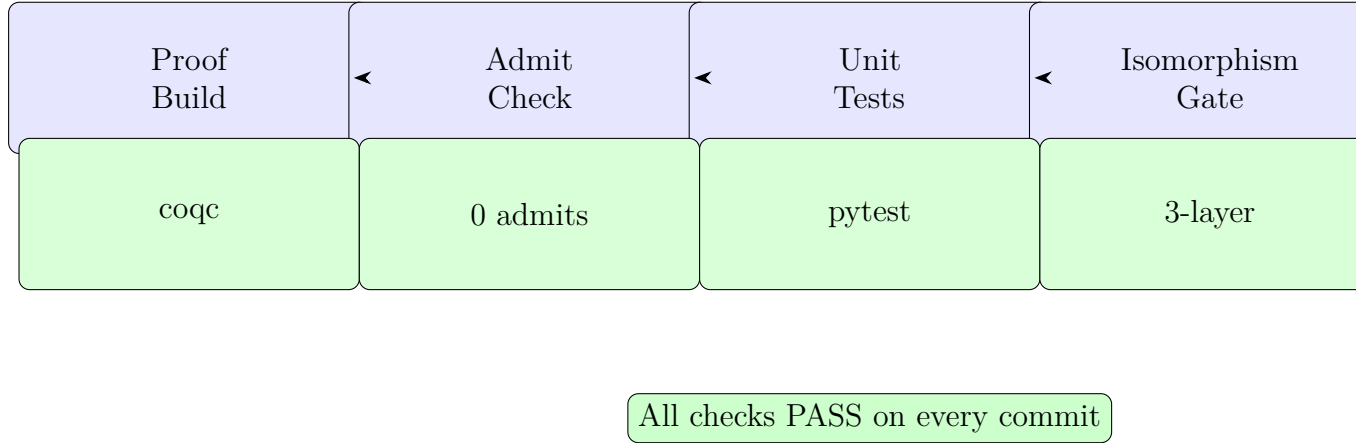 Proof
Build
Admit
Check
Unit
Tests
Isomorphism
Gate
coqc
0 admits
pytest
3-layer
All checks PASS on every commit